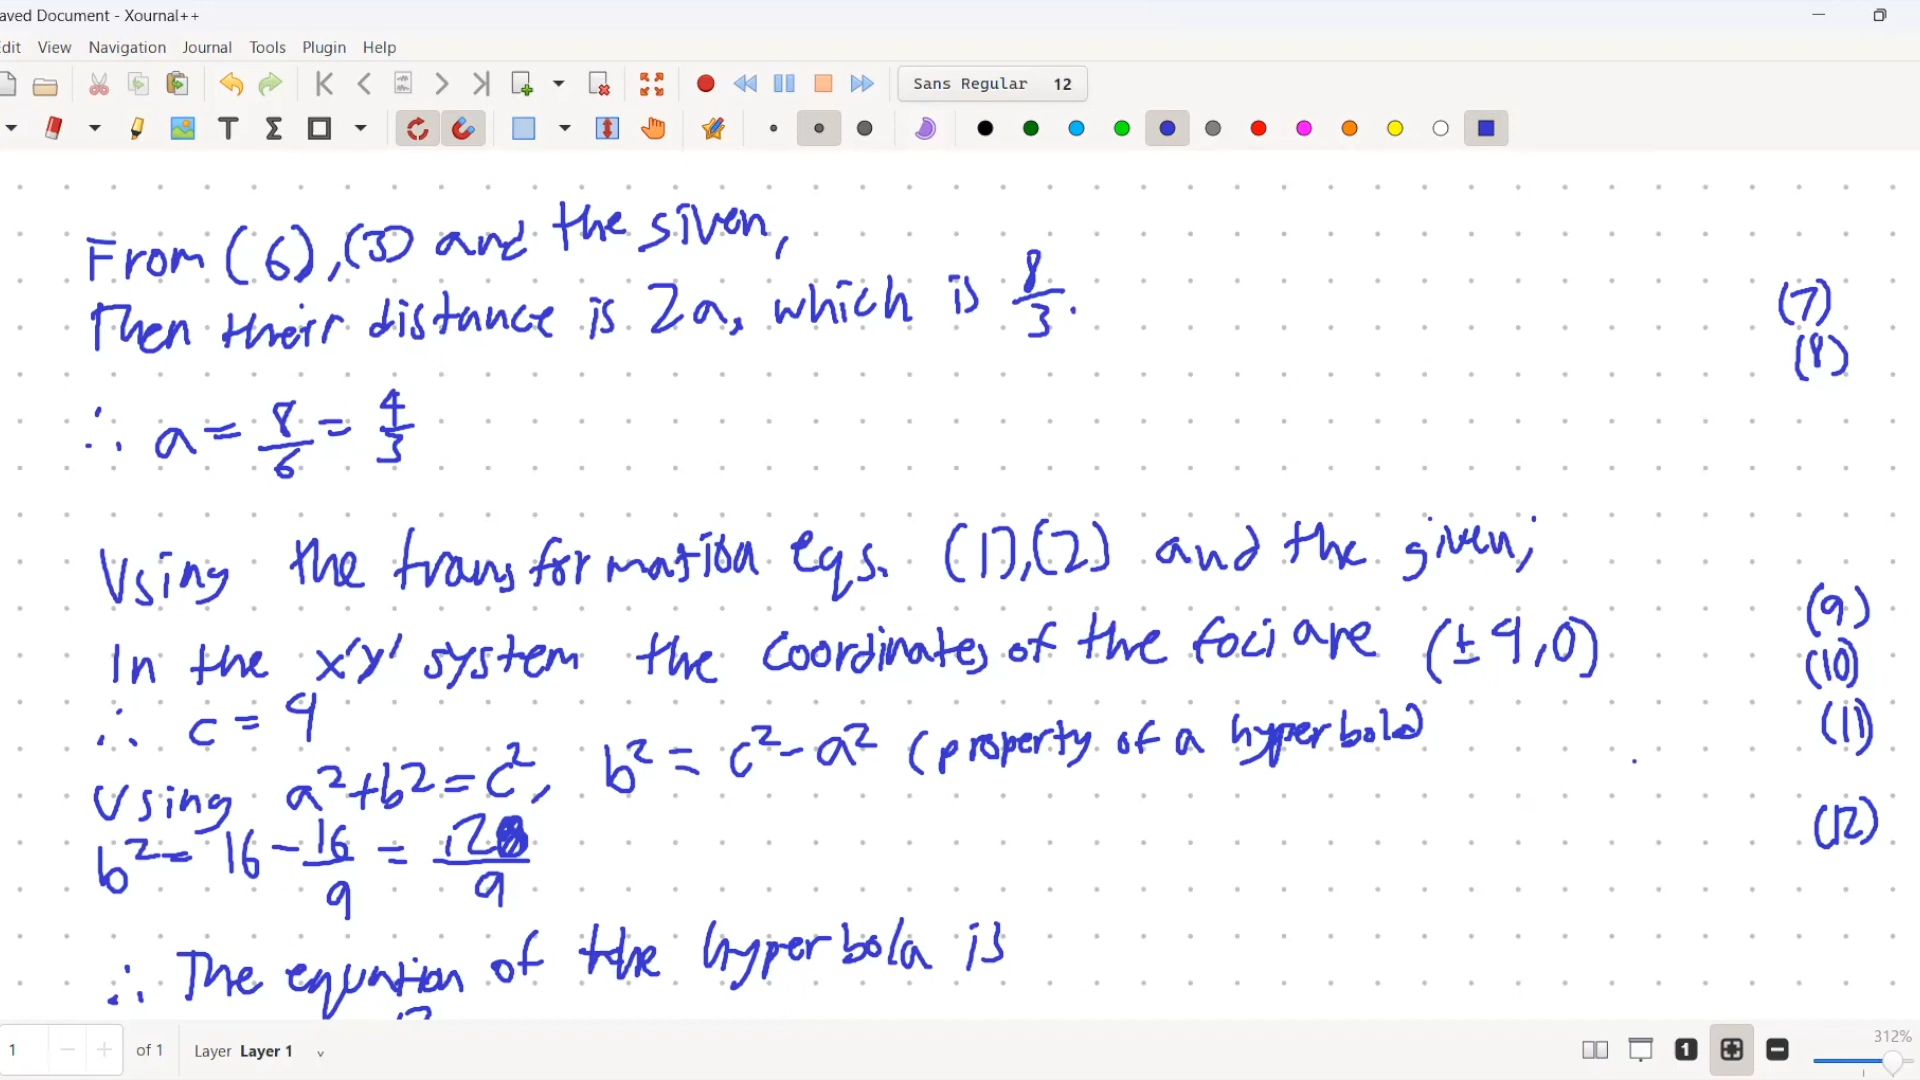 aved Document - Xournal++
dit View Navigation Journal Tools Plugin Help
Sans Regular 12
From (6),(3) and the given,
Then their distance is 2a, which is 8/3. (7)
(8)
∴ a = 8/6 = 4/3
Using the transformation eqs. (1),(2) and the given; (9)
In the x'y' system the coordinates of the foci are (±4,0) (10)
∴ c = 4 (11)
Using a²+b²=c², b² = c²-a² (property of a hyperbola)
b² = 16 - 16/9 = 128/9 (12)
∴ The equation of the hyperbola is
1 of 1 Layer Layer 1 312%